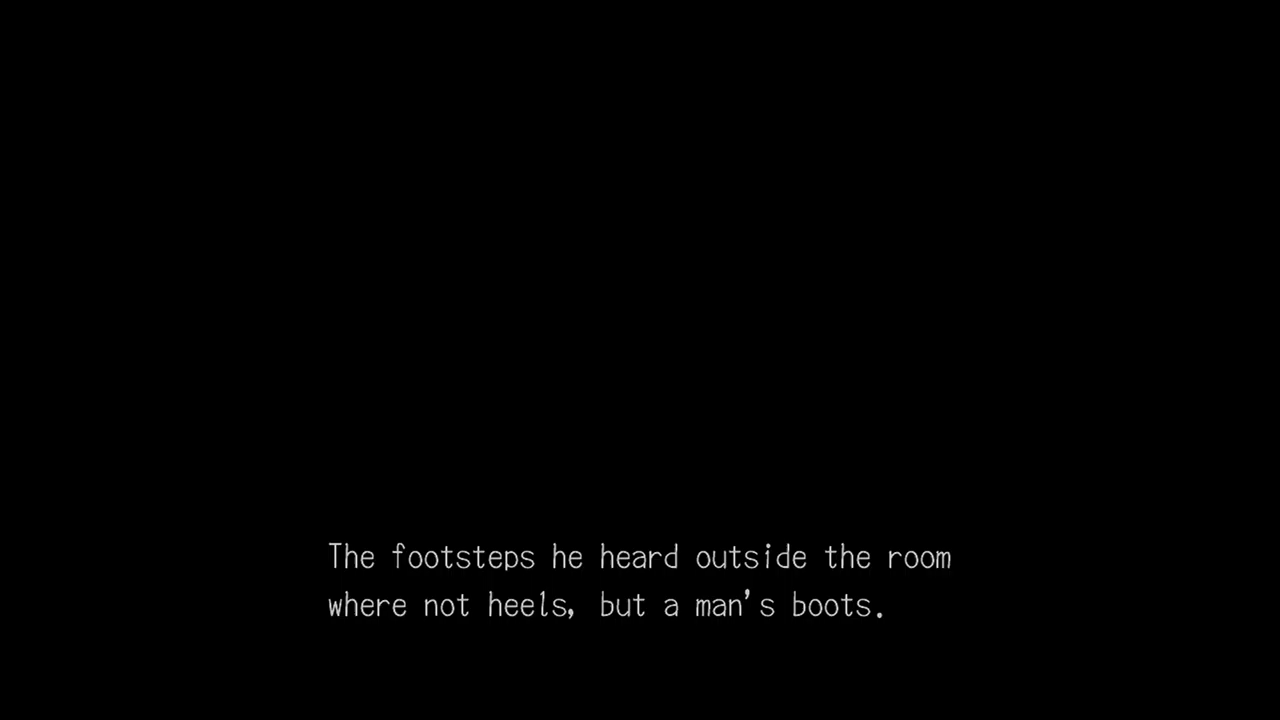 The footsteps he heard outside the room
where not heels, but a man's boots.